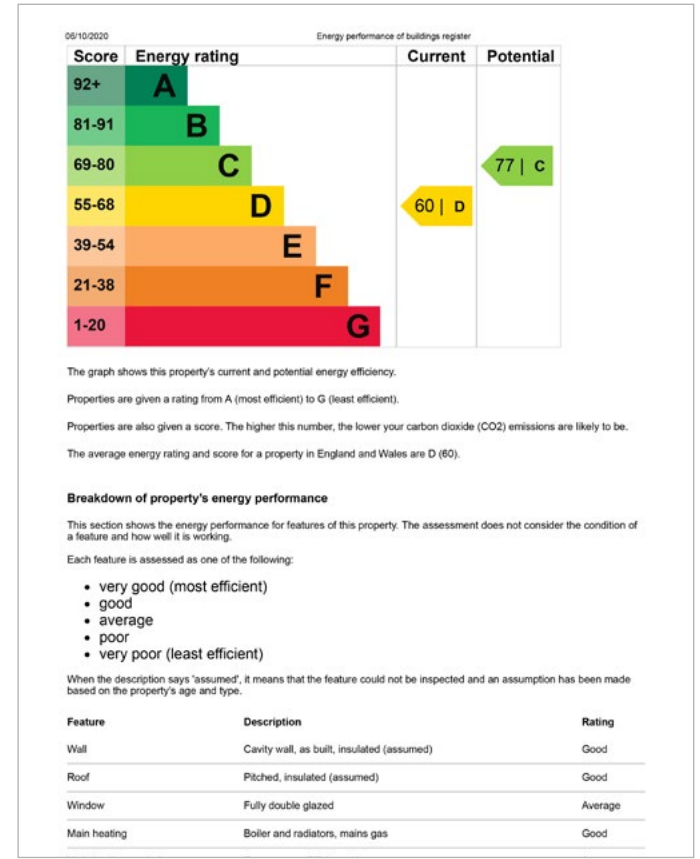 06/10/2020 Energy performance of buildings register
Score Energy rating Current Potential
92+ A
81-91 B
69-80 C 77 | C
55-68 D 60 | D
39-54 E
21-38 F
1-20 G
The graph shows this property's current and potential energy efficiency.
Properties are given a rating from A (most efficient) to G (least efficient).
Properties are also given a score. The higher this number, the lower your carbon dioxide (CO2) emissions are likely to be.
The average energy rating and score for a property in England and Wales are D (60).
Breakdown of property's energy performance
This section shows the energy performance for features of this property. The assessment does not consider the condition of
a feature and how well it is working.
Each feature is assessed as one of the following:
• very good (most efficient)
• good
• average
• poor
• very poor (least efficient)
When the description says 'assumed', it means that the feature could not be inspected and an assumption has been made
based on the property's age and type.
Feature Description Rating
Wall Cavity wall, as built, insulated (assumed) Good
Roof Pitched, insulated (assumed) Good
Window Fully double glazed Average
Main heating Boiler and radiators, mains gas Good